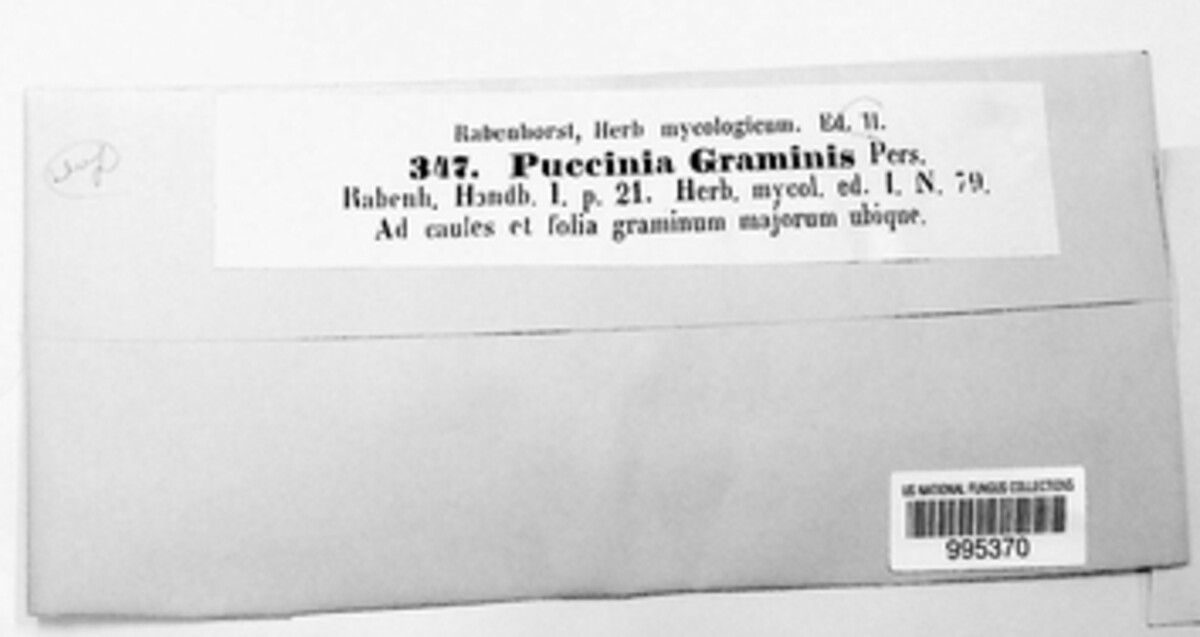 Rabenhorst, Herb mycologicum. Ed. II.
347. Puccinia Graminis Pers.
Rabenh. Handb. I. p. 21. Herb. mycol. ed. I. N. 79.
Ad caules et folia graminum majorum ubique.
US NATIONAL FUNGUS COLLECTIONS
995370